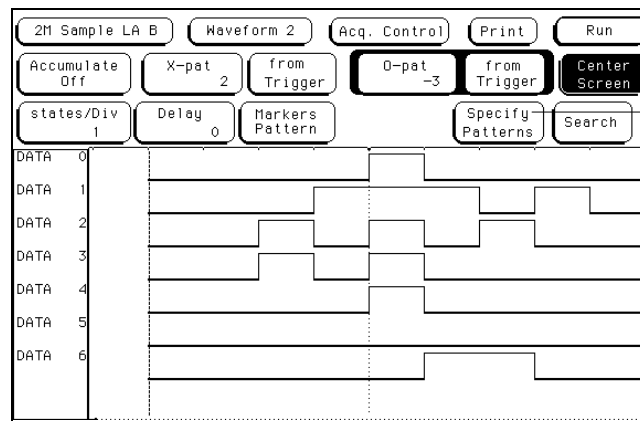 2M Sample LA B
Waveform 2
Acq. Control
Print
Run
Accumulate
Off
X-pat
2
from
Trigger
O-pat
-3
from
Trigger
Center
Screen
states/Div
1
Delay
0
Markers
Pattern
Specify
Patterns
Search
DATA 0
DATA 1
DATA 2
DATA 3
DATA 4
DATA 5
DATA 6